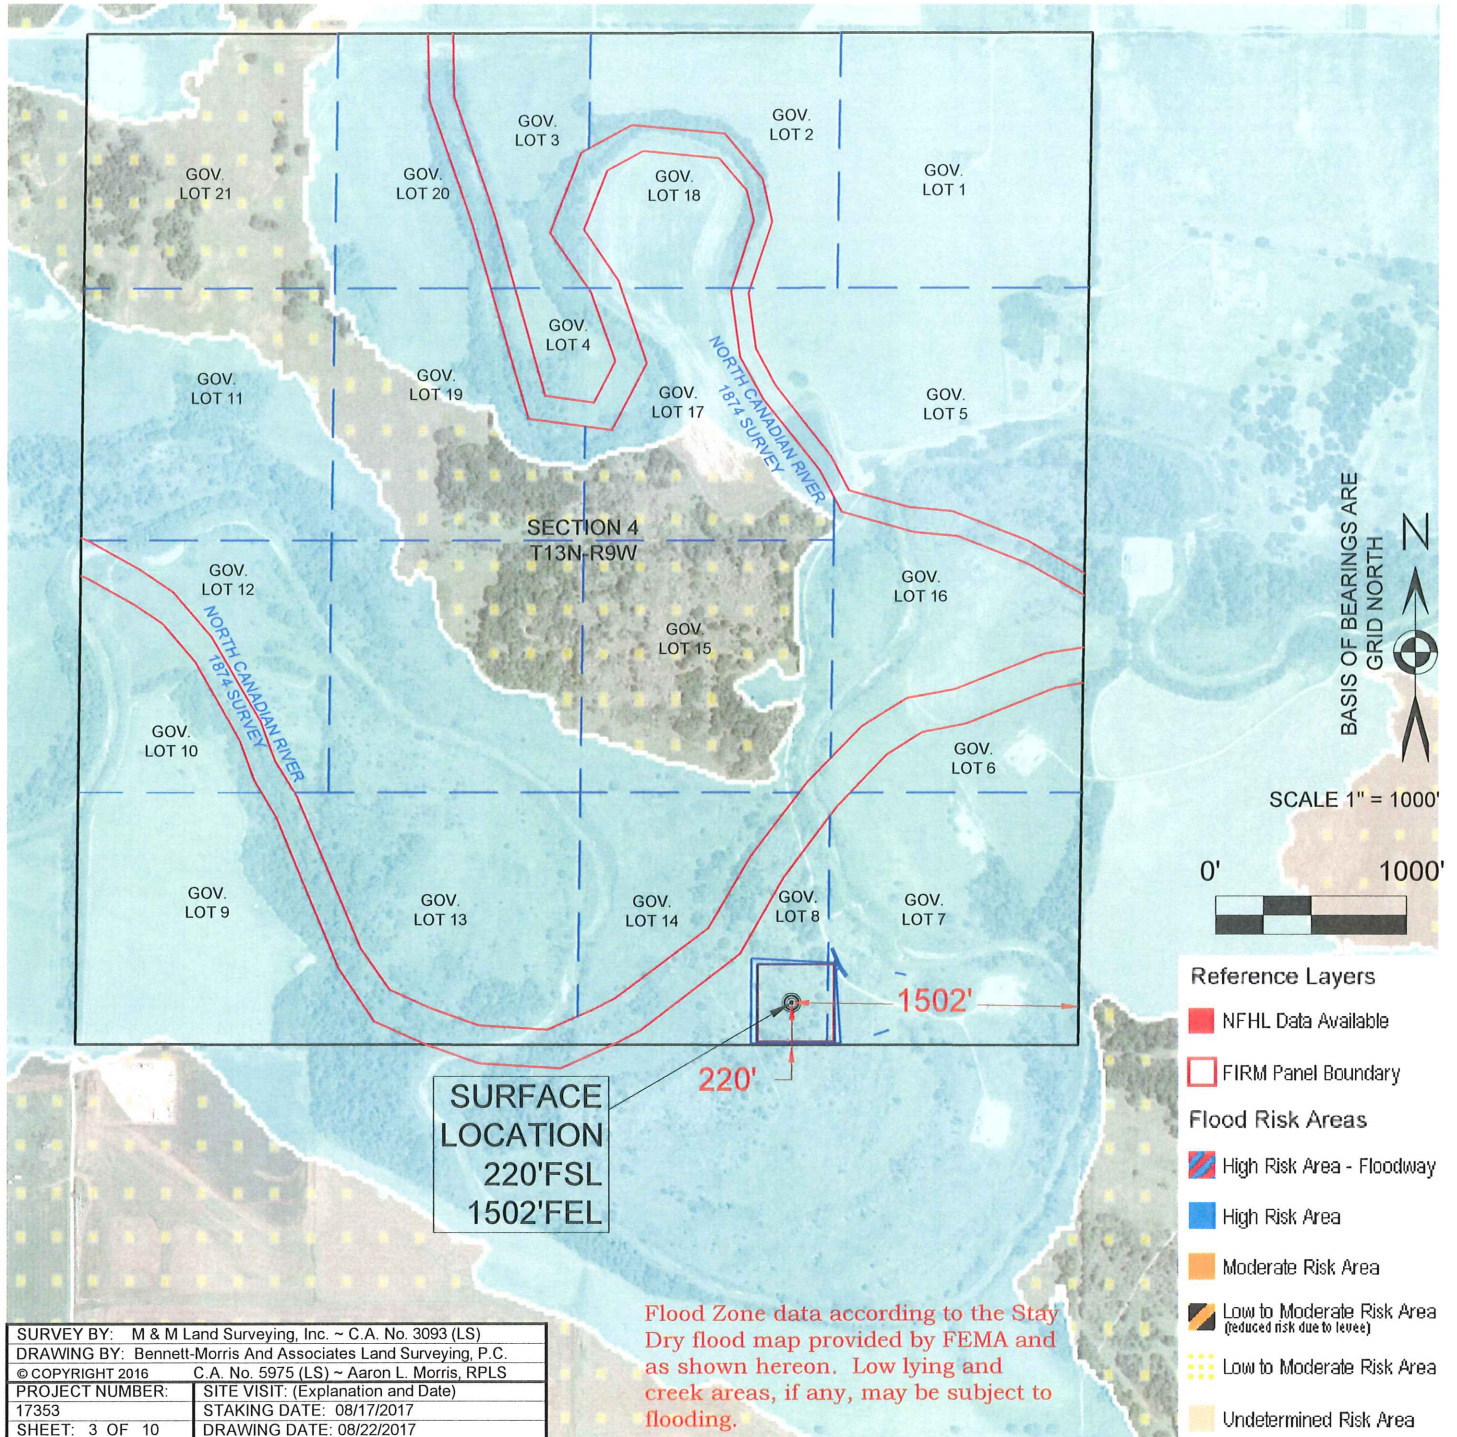 GOV.
LOT 3
GOV.
LOT 2
GOV.
LOT 21
GOV.
LOT 20
GOV.
LOT 18
GOV.
LOT 1
GOV.
LOT 4
GOV.
LOT 11
GOV.
LOT 19
GOV.
LOT 17
NORTH CANADIAN RIVER
1874 SURVEY
GOV.
LOT 5
SECTION 4
T13N-R9W
GOV.
LOT 12
GOV.
LOT 16
GOV.
LOT 15
NORTH CANADIAN RIVER
1874 SURVEY
GOV.
LOT 10
GOV.
LOT 6
GOV.
LOT 9
GOV.
LOT 13
GOV.
LOT 14
GOV.
LOT 8
GOV.
LOT 7
1502'
220'
SURFACE
LOCATION
220'FSL
1502'FEL
BASIS OF BEARINGS ARE
GRID NORTH
N
SCALE 1" = 1000'
0' 1000'
Reference Layers
NFHL Data Available
FIRM Panel Boundary
Flood Risk Areas
High Risk Area - Floodway
High Risk Area
Moderate Risk Area
Low to Moderate Risk Area
(reduced risk due to levee)
Low to Moderate Risk Area
Undetermined Risk Area
Flood Zone data according to the Stay
Dry flood map provided by FEMA and
as shown hereon. Low lying and
creek areas, if any, may be subject to
flooding.
SURVEY BY: M & M Land Surveying, Inc. ~ C.A. No. 3093 (LS)
DRAWING BY: Bennett-Morris And Associates Land Surveying, P.C.
© COPYRIGHT 2016 C.A. No. 5975 (LS) ~ Aaron L. Morris, RPLS
PROJECT NUMBER: SITE VISIT: (Explanation and Date)
17353 STAKING DATE: 08/17/2017
SHEET: 3 OF 10 DRAWING DATE: 08/22/2017